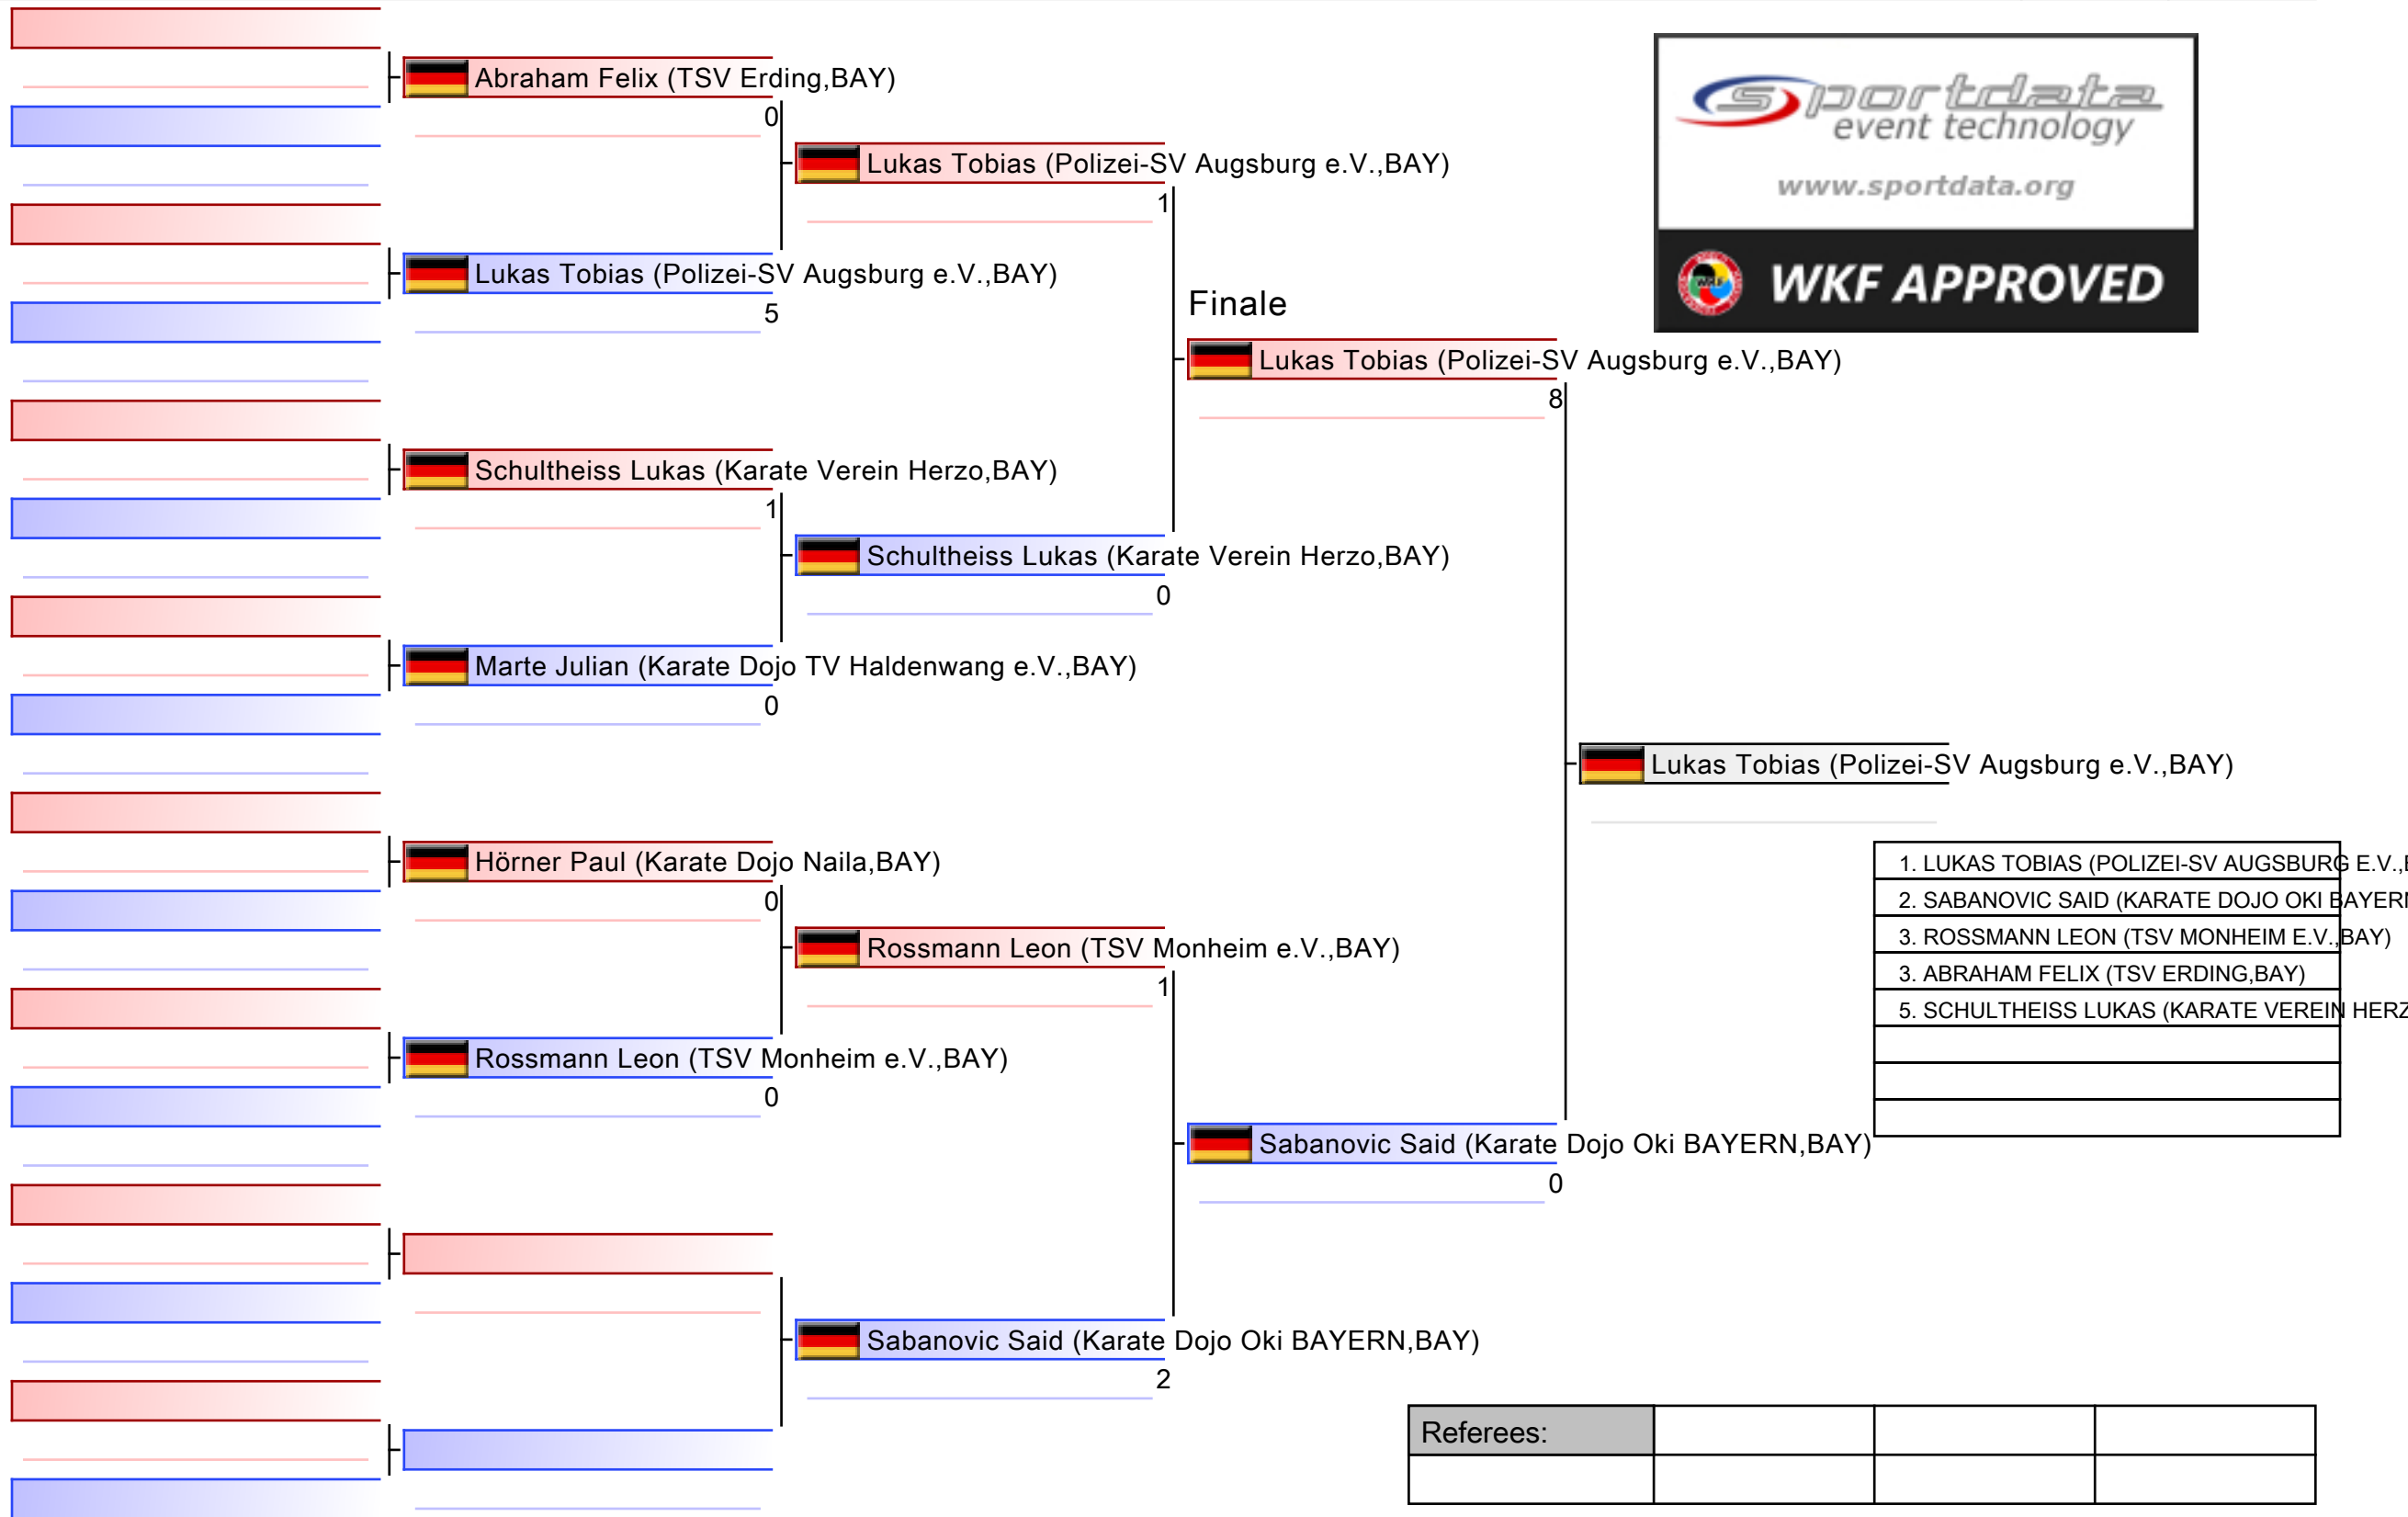 Abraham Felix (TSV Erding,BAY)
0
Lukas Tobias (Polizei-SV Augsburg e.V.,BAY)
5
Schultheiss Lukas (Karate Verein Herzo,BAY)
1
Marte Julian (Karate Dojo TV Haldenwang e.V.,BAY)
0
Hörner Paul (Karate Dojo Naila,BAY)
0
Rossmann Leon (TSV Monheim e.V.,BAY)
0
Lukas Tobias (Polizei-SV Augsburg e.V.,BAY)
1
Schultheiss Lukas (Karate Verein Herzo,BAY)
0
Rossmann Leon (TSV Monheim e.V.,BAY)
1
Sabanovic Said (Karate Dojo Oki BAYERN,BAY)
2
Finale
Lukas Tobias (Polizei-SV Augsburg e.V.,BAY)
8
Sabanovic Said (Karate Dojo Oki BAYERN,BAY)
0
Lukas Tobias (Polizei-SV Augsburg e.V.,BAY)
sportdata
event technology
www.sportdata.org
WKF APPROVED
1. LUKAS TOBIAS (POLIZEI-SV AUGSBURG E.V.,
2. SABANOVIC SAID (KARATE DOJO OKI BAYERN
3. ROSSMANN LEON (TSV MONHEIM E.V.,BAY)
3. ABRAHAM FELIX (TSV ERDING,BAY)
5. SCHULTHEISS LUKAS (KARATE VEREIN HERZ
Referees: